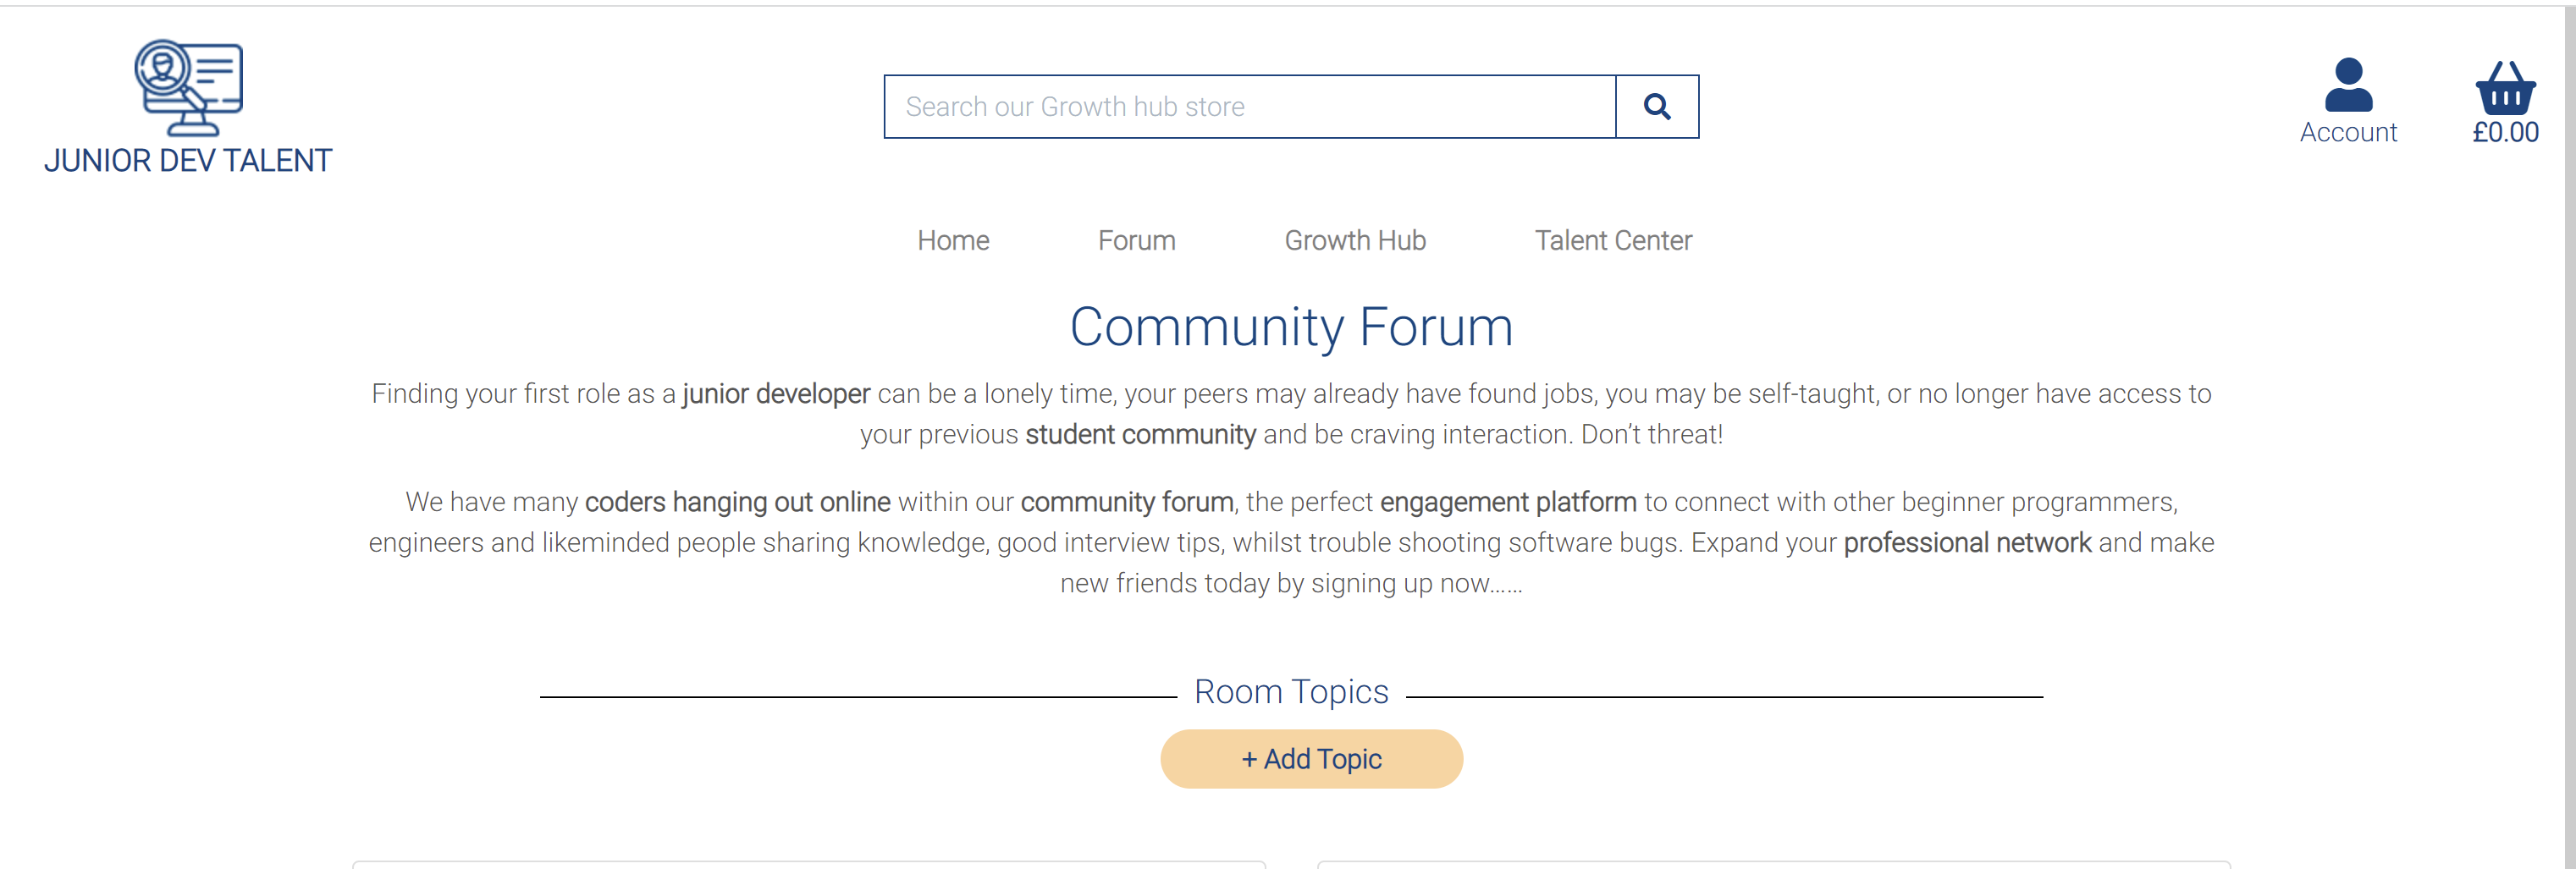 JUNIOR DEV TALENT
Search our Growth hub store
Account
£0.00
Home Forum Growth Hub Talent Center
Community Forum
Finding your first role as a junior developer can be a lonely time, your peers may already have found jobs, you may be self-taught, or no longer have access to
your previous student community and be craving interaction. Don’t threat!
We have many coders hanging out online within our community forum, the perfect engagement platform to connect with other beginner programmers,
engineers and likeminded people sharing knowledge, good interview tips, whilst trouble shooting software bugs. Expand your professional network and make
new friends today by signing up now......
Room Topics
+ Add Topic